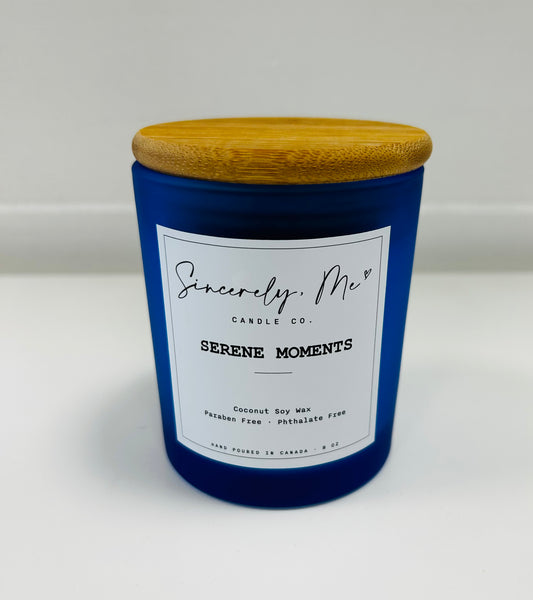 Sincerely, Me
CANDLE CO.
SERENE MOMENTS
Coconut Soy Wax
Paraben Free · Phthalate Free
HAND POURED IN CANADA · 8 OZ